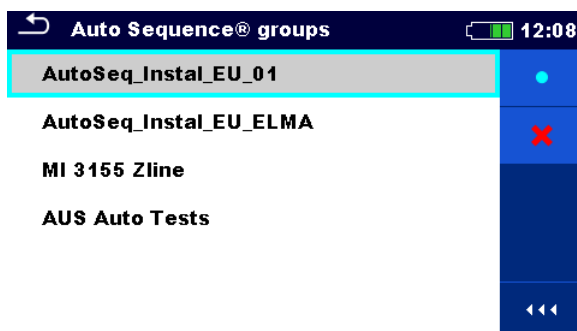 Auto Sequence® groups 12:08
AutoSeq_Instal_EU_01
AutoSeq_Instal_EU_ELMA
MI 3155 Zline
AUS Auto Tests